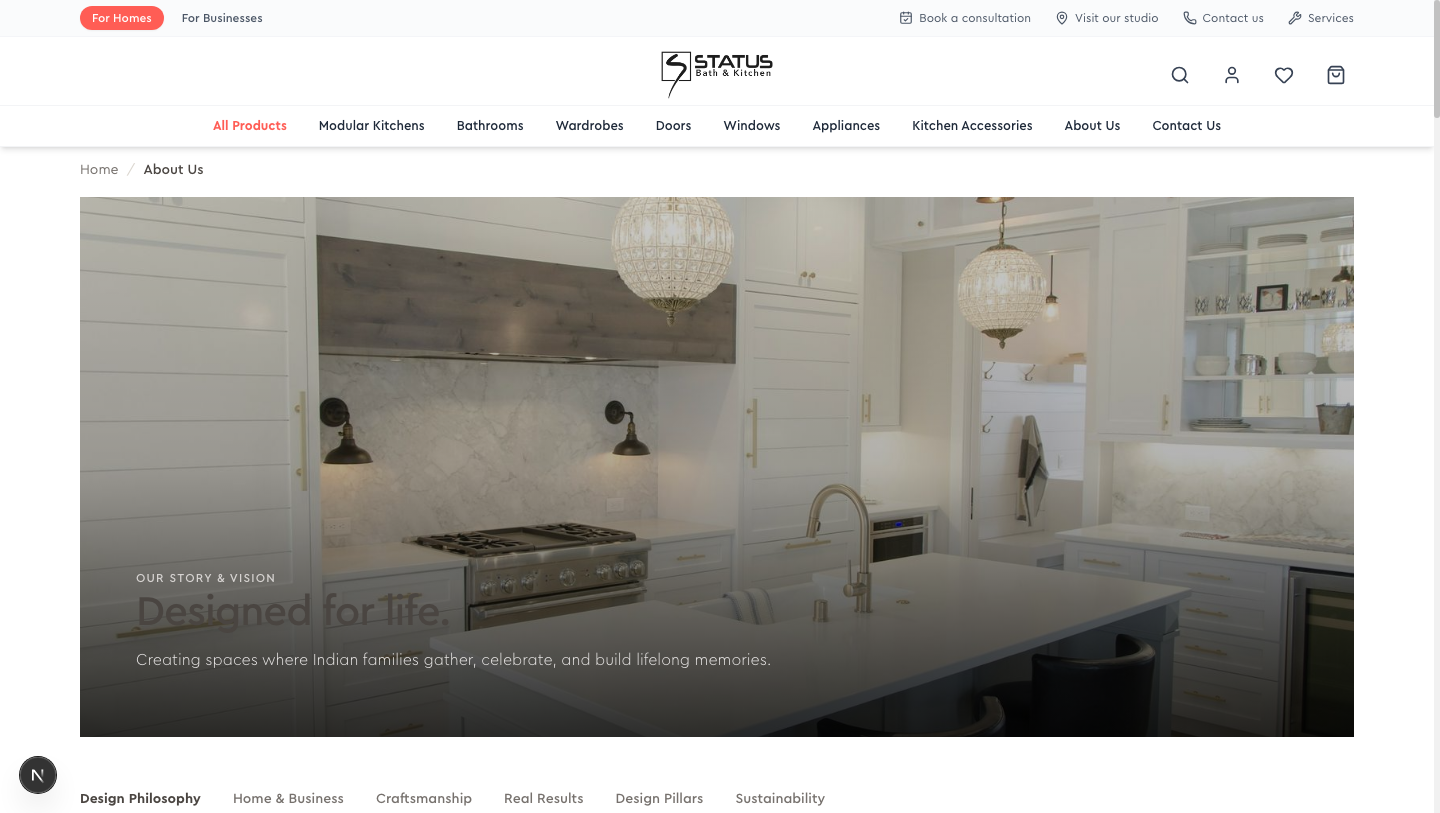 For Homes
For Businesses
Book a consultation
Visit our studio
Contact us
Services
STATUS
Bath & Kitchen
All Products
Modular Kitchens
Bathrooms
Wardrobes
Doors
Windows
Appliances
Kitchen Accessories
About Us
Contact Us
Home / About Us
OUR STORY & VISION
Designed for life.
Creating spaces where Indian families gather, celebrate, and build lifelong memories.
N
Design Philosophy
Home & Business
Craftsmanship
Real Results
Design Pillars
Sustainability